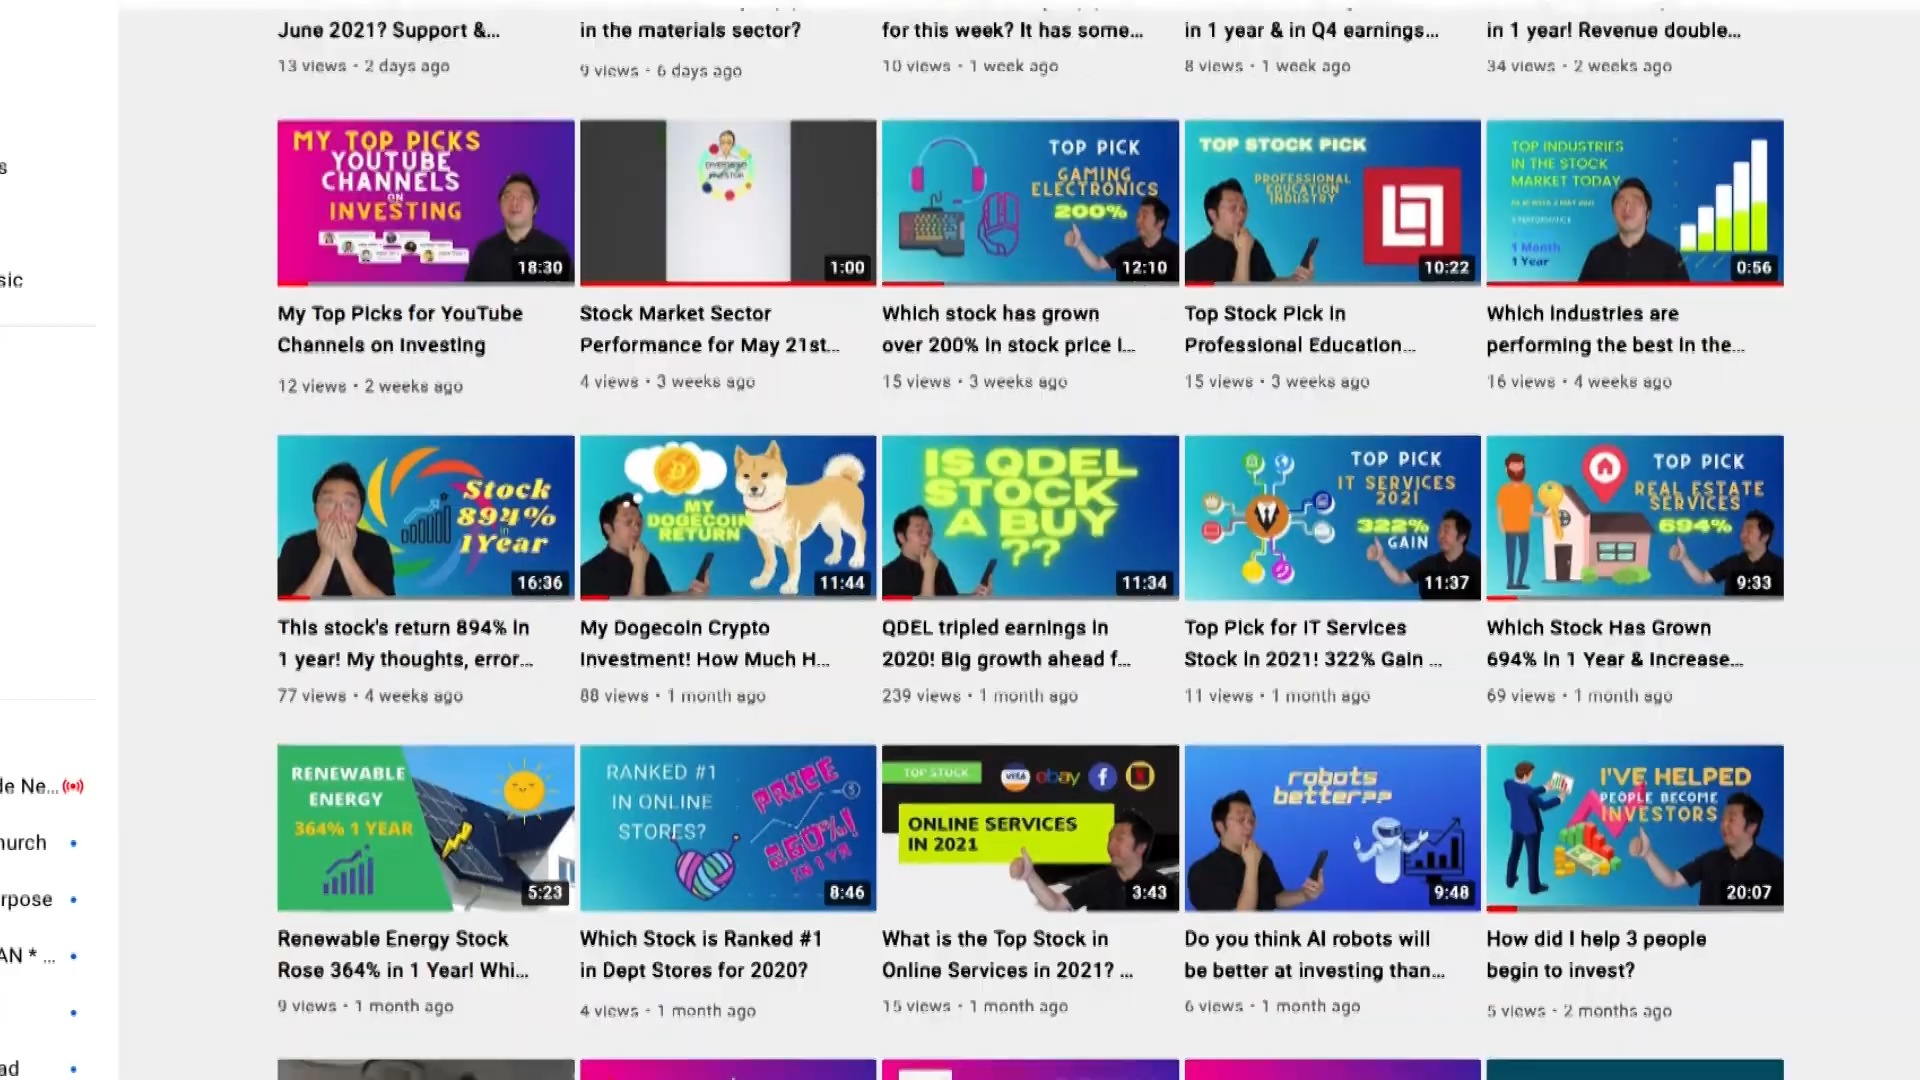 June 2021? Support &...
in the materials sector?
for this week? It has some...
in 1 year & in Q4 earnings...
in 1 year! Revenue double...
13 views • 2 days ago
9 views • 6 days ago
10 views • 1 week ago
8 views • 1 week ago
34 views • 2 weeks ago
MY TOP PICKS
YOUTUBE
CHANNELS
ON
INVESTING
18:30
1:00
TOP PICK
GAMING
ELECTRONICS
200%
12:10
TOP STOCK PICK
PROFESSIONAL
EDUCATION
INDUSTRY
10:22
TOP INDUSTRIES
IN THE STOCK
MARKET TODAY
1 Month
1 Year
0:56
My Top Picks for YouTube
Channels on Investing
12 views • 2 weeks ago
Stock Market Sector
Performance for May 21st...
4 views • 3 weeks ago
Which stock has grown
over 200% in stock price i...
15 views • 3 weeks ago
Top Stock Pick in
Professional Education...
15 views • 3 weeks ago
Which industries are
performing the best in the...
16 views • 4 weeks ago
Stock
894%
in
1 Year
16:36
MY
DOGECOIN
RETURN
11:44
IS QDEL
STOCK
A BUY
??
11:34
TOP PICK
IT SERVICES
2021
322%
GAIN
11:37
TOP PICK
REAL ESTATE
SERVICES
694%
9:33
This stock's return 894% in
1 year! My thoughts, error...
77 views • 4 weeks ago
My Dogecoin Crypto
Investment! How Much H...
88 views • 1 month ago
QDEL tripled earnings in
2020! Big growth ahead f...
239 views • 1 month ago
Top Pick for IT Services
Stock in 2021! 322% Gain ...
11 views • 1 month ago
Which Stock Has Grown
694% in 1 Year & Increase...
69 views • 1 month ago
RENEWABLE
ENERGY
364% 1 YEAR
5:23
RANKED #1
IN ONLINE
STORES?
PRICE
260%!
IN 1 YR
8:46
TOP STOCK
VISA
ebay
f
ONLINE SERVICES
IN 2021
3:43
robots
better??
9:48
I'VE HELPED
PEOPLE BECOME
INVESTORS
20:07
Renewable Energy Stock
Rose 364% in 1 Year! Whi...
9 views • 1 month ago
Which Stock is Ranked #1
in Dept Stores for 2020?
4 views • 1 month ago
What is the Top Stock in
Online Services in 2021? ...
15 views • 1 month ago
Do you think AI robots will
be better at investing than...
6 views • 1 month ago
How did I help 3 people
begin to invest?
5 views • 2 months ago
s
sic
de Ne...
hurch
rpose
AN * ...
ad